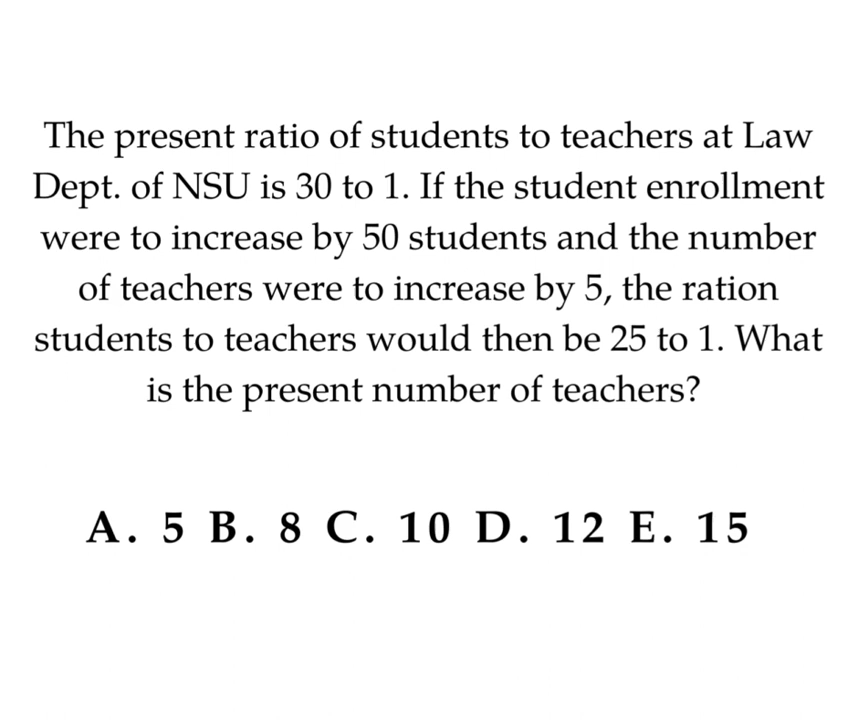 The present ratio of students to teachers at Law
Dept. of NSU is 30 to 1. If the student enrollment
were to increase by 50 students and the number
of teachers were to increase by 5, the ration
students to teachers would then be 25 to 1. What
is the present number of teachers?
A. 5 B. 8 C. 10 D. 12 E. 15